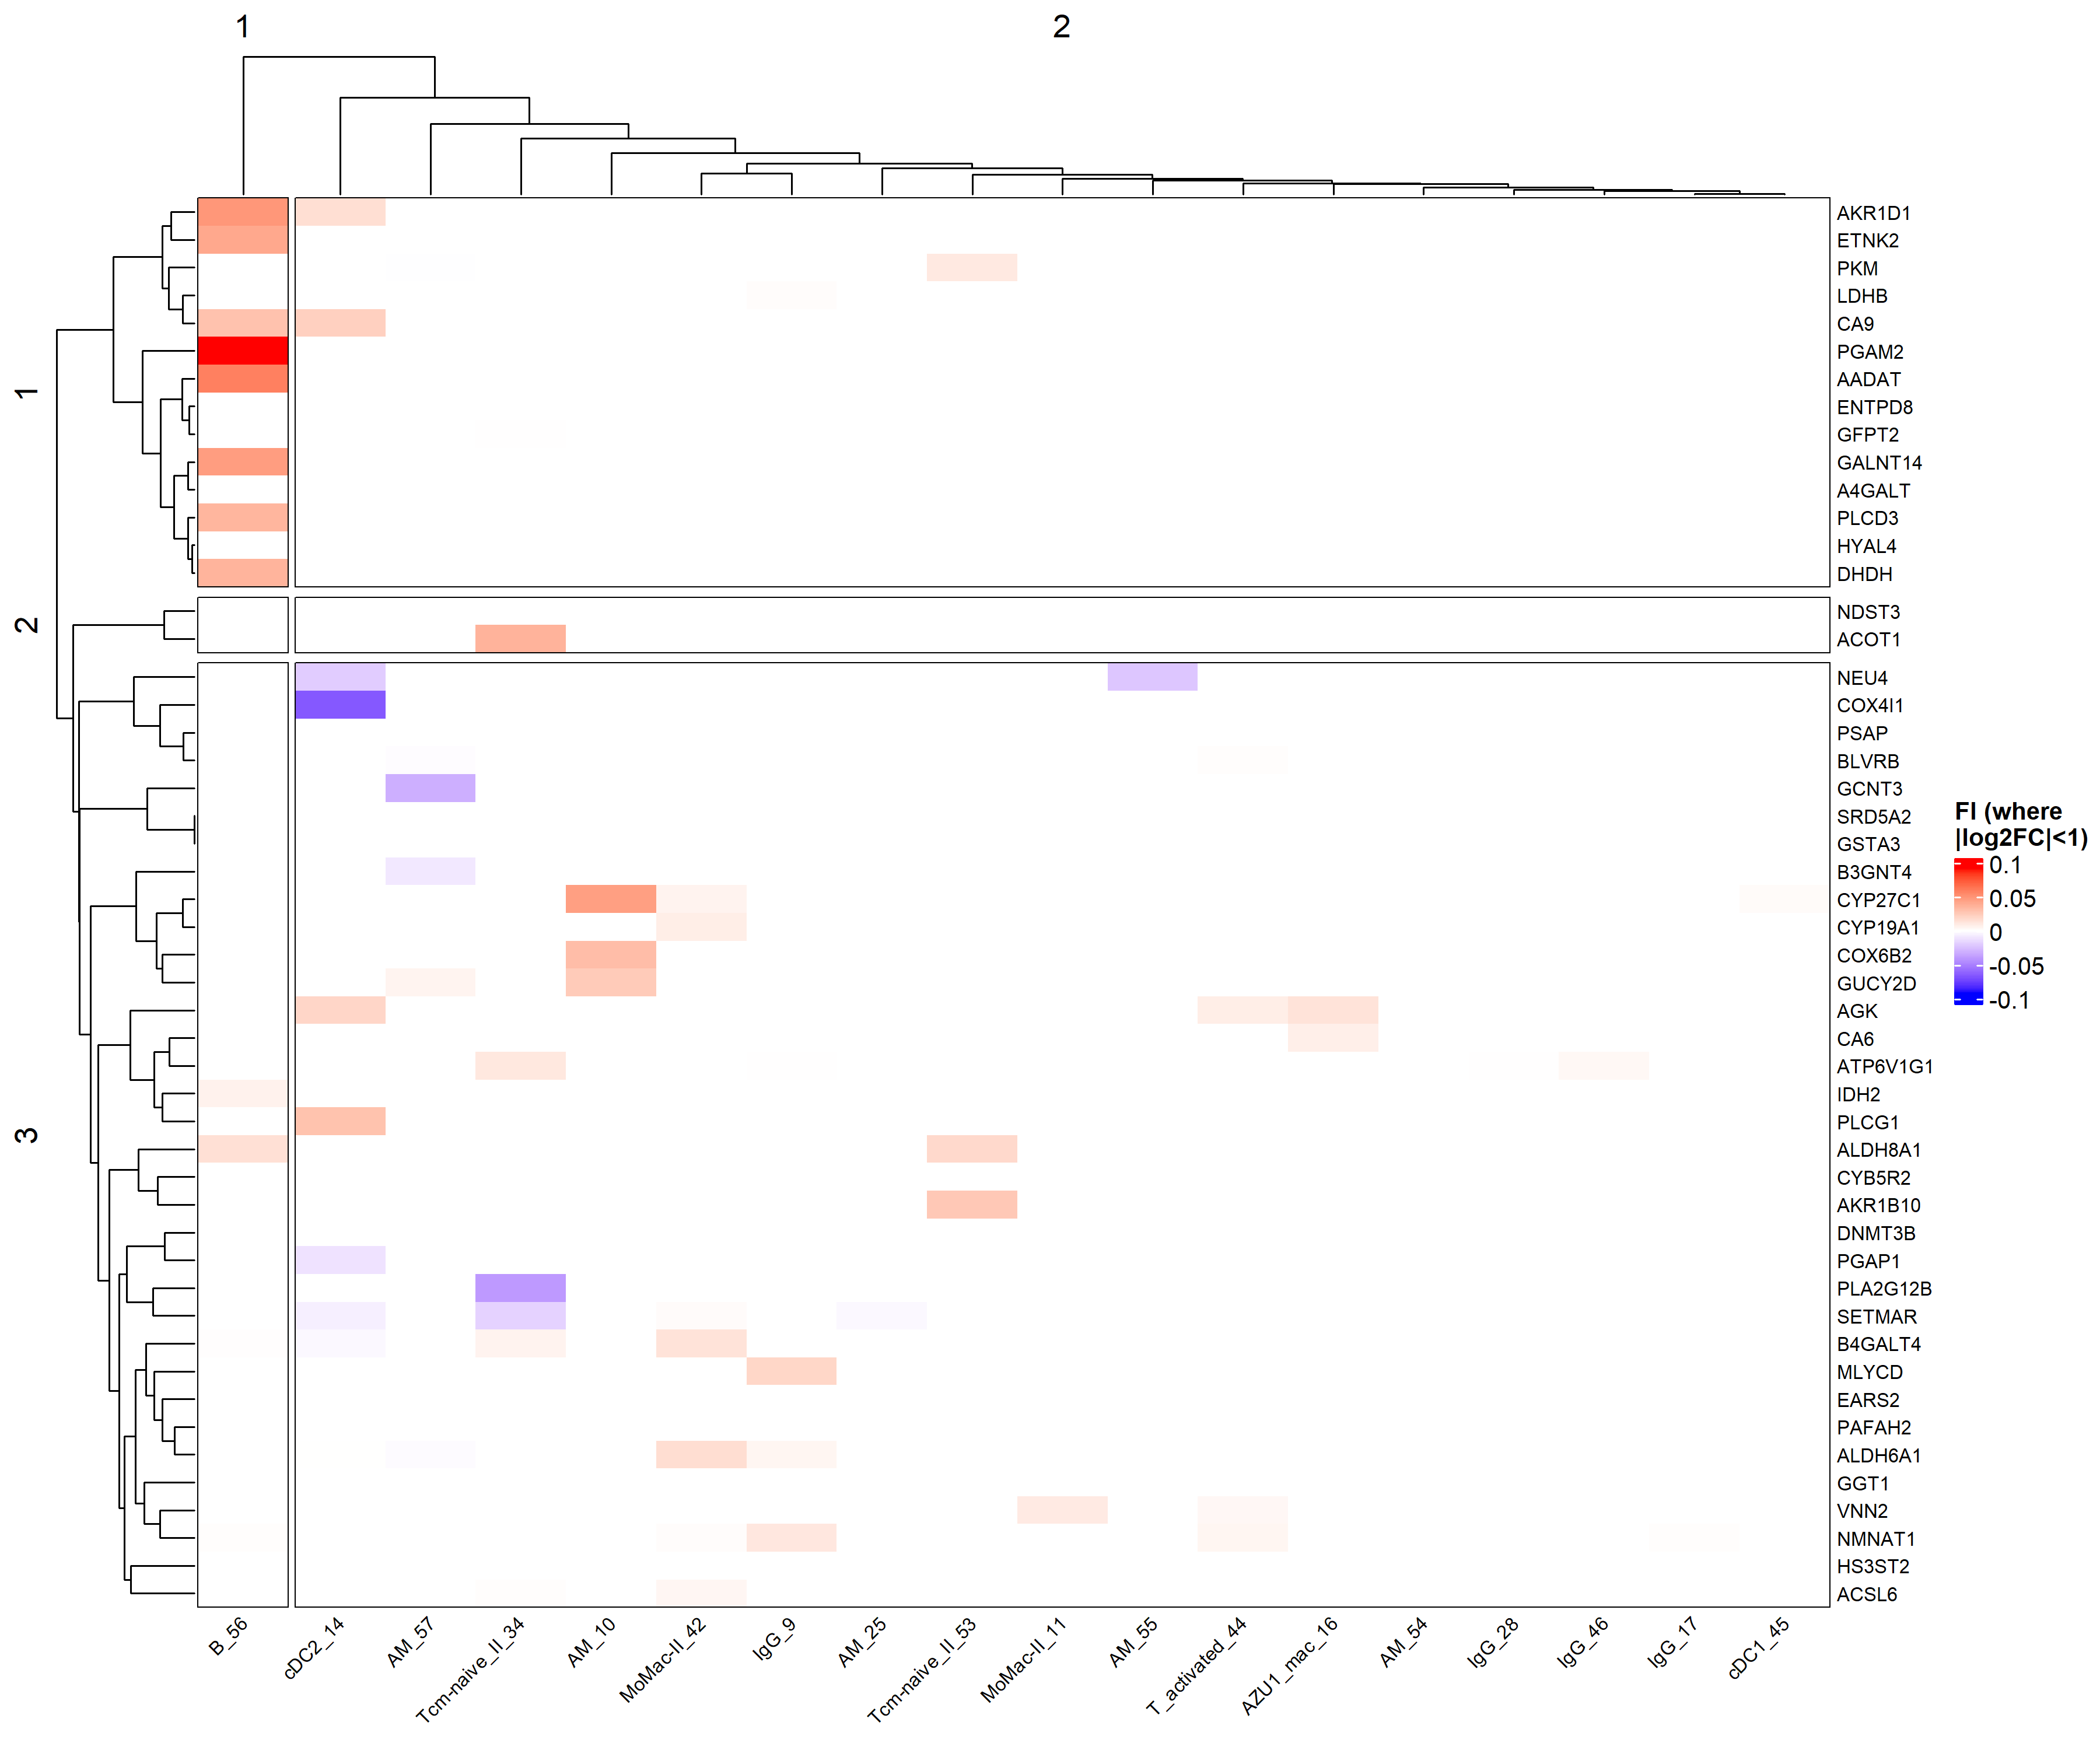 1
2
1
2
3
AKR1D1
ETNK2
PKM
LDHB
CA9
PGAM2
AADAT
ENTPD8
GFPT2
GALNT14
A4GALT
PLCD3
HYAL4
DHDH
NDST3
ACOT1
NEU4
COX4I1
PSAP
BLVRB
GCNT3
SRD5A2
GSTA3
B3GNT4
CYP27C1
CYP19A1
COX6B2
GUCY2D
AGK
CA6
ATP6V1G1
IDH2
PLCG1
ALDH8A1
CYB5R2
AKR1B10
DNMT3B
PGAP1
PLA2G12B
SETMAR
B4GALT4
MLYCD
EARS2
PAFAH2
ALDH6A1
GGT1
VNN2
NMNAT1
HS3ST2
ACSL6
B_56
cDC2_14
AM_57
Tcm-naive_II_34
AM_10
MoMac-II_42
IgG_9
AM_25
Tcm-naive_II_53
MoMac-II_11
AM_55
T_activated_44
AZU1_mac_16
AM_54
IgG_28
IgG_46
IgG_17
cDC1_45
FI (where
|log2FC|<1)
0.1
0.05
0
-0.05
-0.1